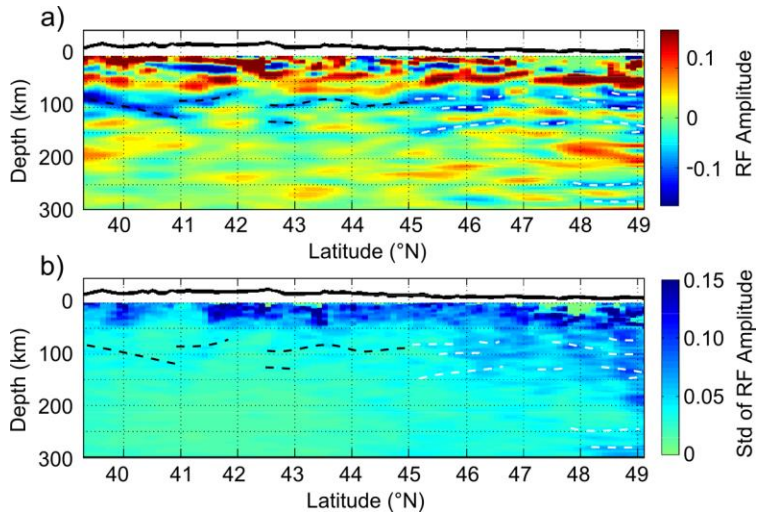 a)
0
100
200
300
Depth (km)
40 41 42 43 44 45 46 47 48 49
Latitude (°N)
0.1
0
-0.1
RF Amplitude
b)
0
100
200
300
Depth (km)
40 41 42 43 44 45 46 47 48 49
Latitude (°N)
0.15
0.10
0.05
0
Std of RF Amplitude